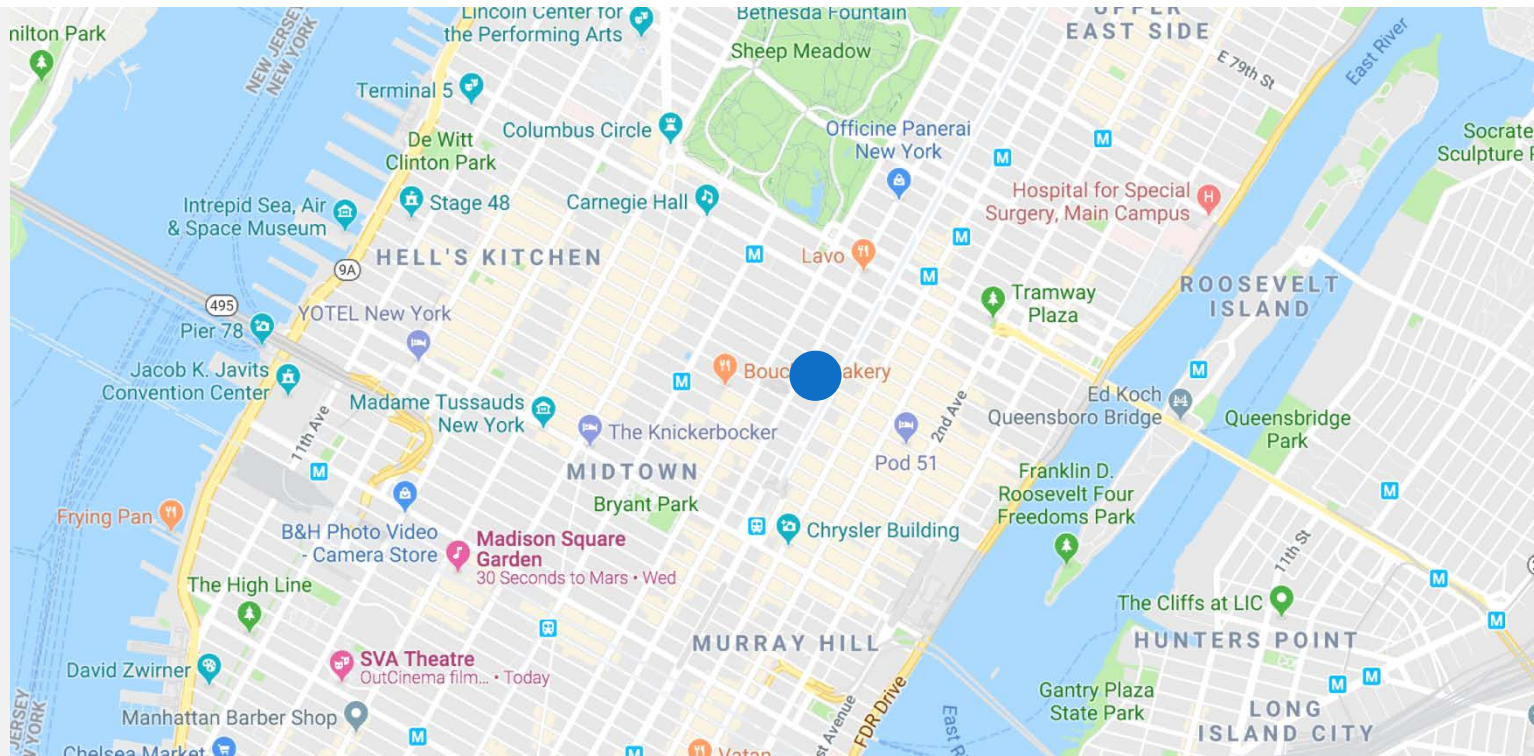 Lincoln Center for
the Performing Arts
Bethesda Fountain
UPPER
EAST SIDE
Sheep Meadow
NEW JERSEY
NEW YORK
East River
E 79th St
Terminal 5
Columbus Circle
Officine Panerai
New York
De Witt
Clinton Park
M
M
Hospital for Special
Surgery, Main Campus
H
Intrepid Sea, Air
& Space Museum
Stage 48
Carnegie Hall
HELL'S KITCHEN
9A
M
Lavo
M
M
ROOSEVELT
ISLAND
Tramway
Plaza
495
YOTEL New York
Pier 78
Jacob K. Javits
Convention Center
M
M
Madame Tussauds
New York
Ed Koch
Queensboro Bridge
Queensbridge
Park
11th Ave
The Knickerbocker
2nd Ave
Pod 51
MIDTOWN
M
Franklin D.
Roosevelt Four
Freedoms Park
M
Bryant Park
Frying Pan
B&H Photo Video
- Camera Store
Madison Square
Garden
30 Seconds to Mars • Wed
Chrysler Building
11th St
The High Line
M
The Cliffs at LIC
M
HUNTERS POINT
MURRAY HILL
David Zwirner
SVA Theatre
OutCinema film... • Today
M
M
Gantry Plaza
State Park
FDR Drive
LONG
ISLAND CITY
Manhattan Barber Shop
M
M
Chelsea Market
Vatan